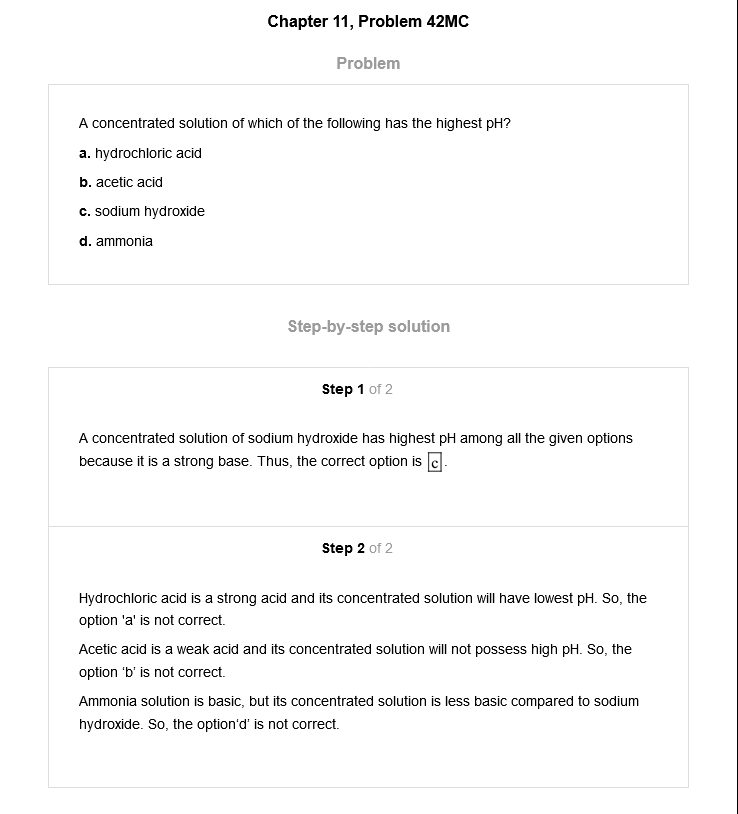 Chapter 11, Problem 42MC
Problem
A concentrated solution of which of the following has the highest pH?
a. hydrochloric acid
b. acetic acid
c. sodium hydroxide
d. ammonia
Step-by-step solution
Step 1 of 2
A concentrated solution of sodium hydroxide has highest pH among all the given options
because it is a strong base. Thus, the correct option is c.
Step 2 of 2
Hydrochloric acid is a strong acid and its concentrated solution will have lowest pH. So, the
option 'a' is not correct.
Acetic acid is a weak acid and its concentrated solution will not possess high pH. So, the
option ‘b’ is not correct.
Ammonia solution is basic, but its concentrated solution is less basic compared to sodium
hydroxide. So, the option‘d’ is not correct.